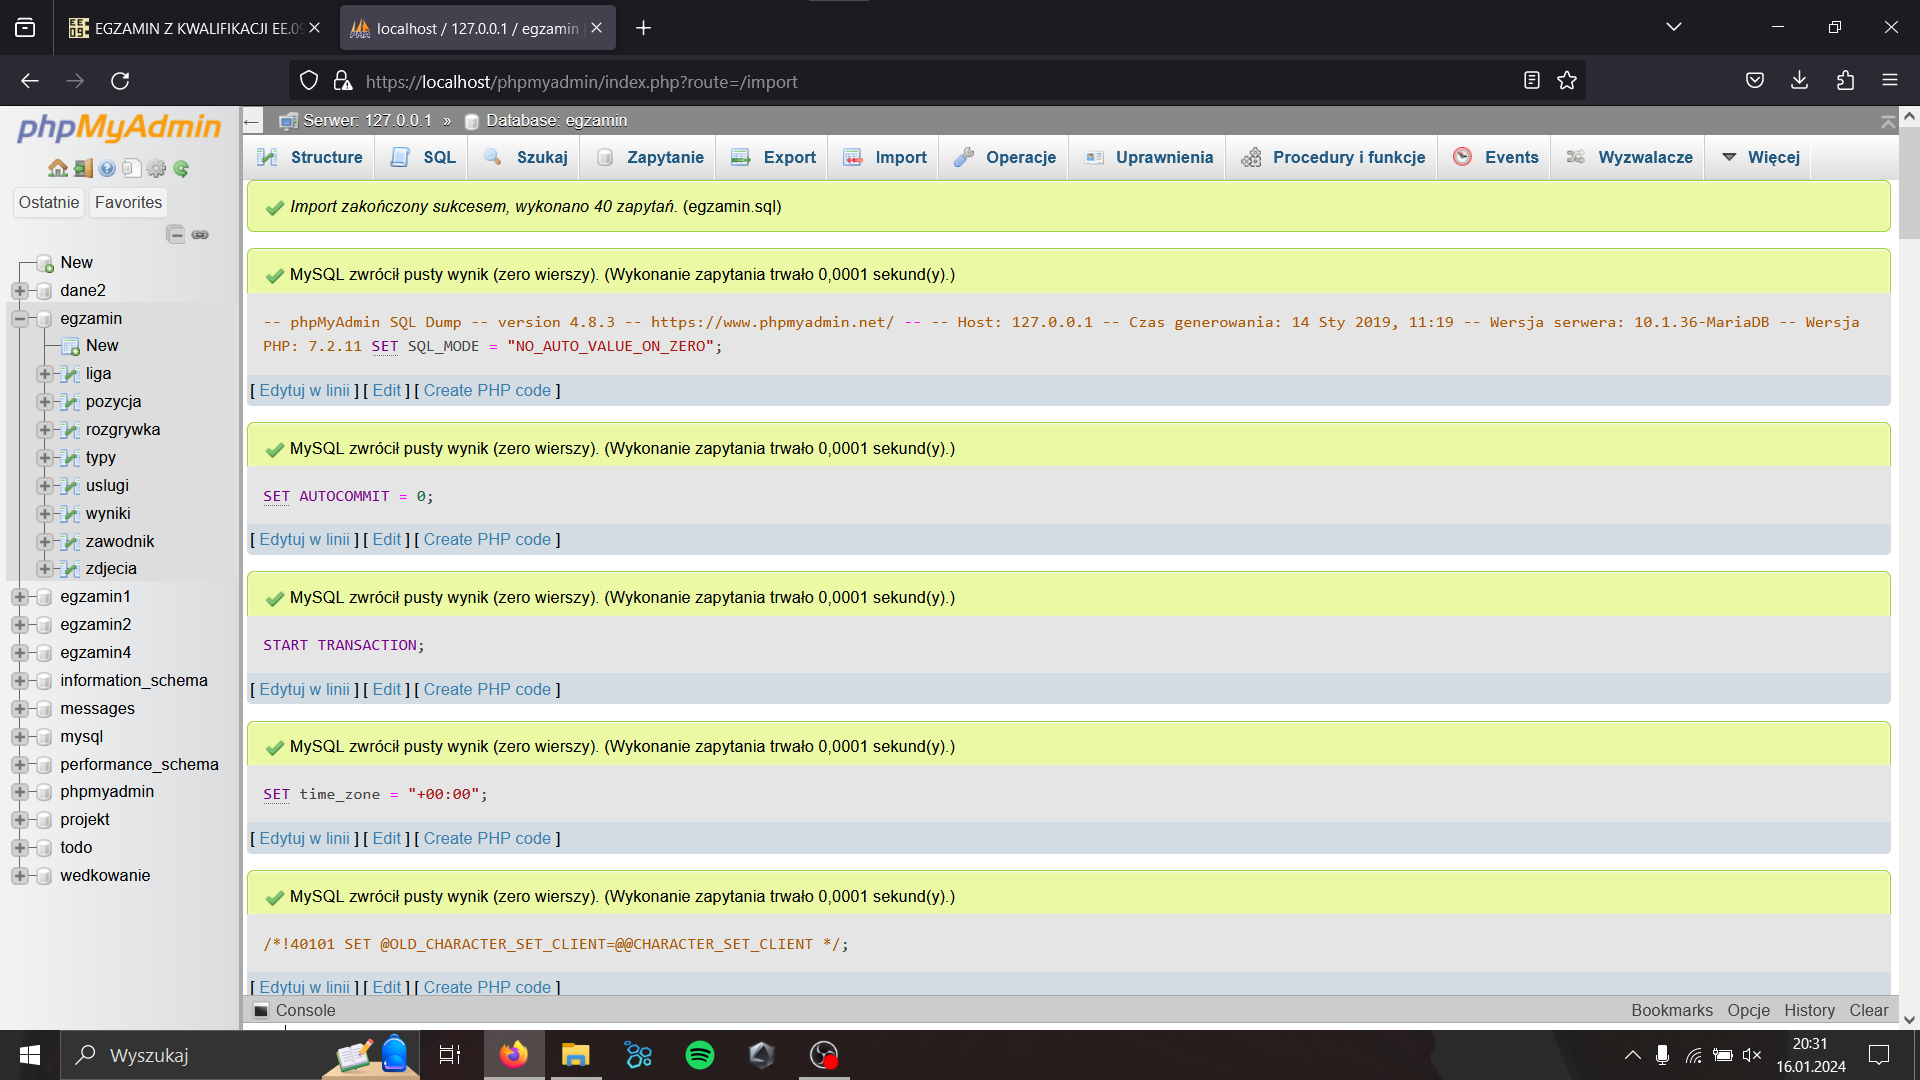 EGZAMIN Z KWALIFIKACJI EE.09
localhost / 127.0.0.1 / egzamin
https://localhost/phpmyadmin/index.php?route=/import
phpMyAdmin
Ostatnie
Favorites
New
dane2
egzamin
New
liga
pozycja
rozgrywka
typy
uslugi
wyniki
zawodnik
zdjecia
egzamin1
egzamin2
egzamin4
information_schema
messages
mysql
performance_schema
phpmyadmin
projekt
todo
wedkowanie
Serwer: 127.0.0.1 » Database: egzamin
Structure SQL Szukaj Zapytanie Export Import Operacje Uprawnienia Procedury i funkcje Events Wyzwalacze Więcej
Import zakończony sukcesem, wykonano 40 zapytań. (egzamin.sql)
MySQL zwrócił pusty wynik (zero wierszy). (Wykonanie zapytania trwało 0,0001 sekund(y).)
-- phpMyAdmin SQL Dump -- version 4.8.3 -- https://www.phpmyadmin.net/ -- -- Host: 127.0.0.1 -- Czas generowania: 14 Sty 2019, 11:19 -- Wersja serwera: 10.1.36-MariaDB -- Wersja
PHP: 7.2.11 SET SQL_MODE = "NO_AUTO_VALUE_ON_ZERO";
[ Edytuj w linii ] [ Edit ] [ Create PHP code ]
MySQL zwrócił pusty wynik (zero wierszy). (Wykonanie zapytania trwało 0,0001 sekund(y).)
SET AUTOCOMMIT = 0;
[ Edytuj w linii ] [ Edit ] [ Create PHP code ]
MySQL zwrócił pusty wynik (zero wierszy). (Wykonanie zapytania trwało 0,0001 sekund(y).)
START TRANSACTION;
[ Edytuj w linii ] [ Edit ] [ Create PHP code ]
MySQL zwrócił pusty wynik (zero wierszy). (Wykonanie zapytania trwało 0,0001 sekund(y).)
SET time_zone = "+00:00";
[ Edytuj w linii ] [ Edit ] [ Create PHP code ]
MySQL zwrócił pusty wynik (zero wierszy). (Wykonanie zapytania trwało 0,0001 sekund(y).)
/*!40101 SET @OLD_CHARACTER_SET_CLIENT=@@CHARACTER_SET_CLIENT */;
[ Edytuj w linii ] [ Edit ] [ Create PHP code ]
Console
Bookmarks Opcje History Clear
Wyszukaj
20:31
16.01.2024